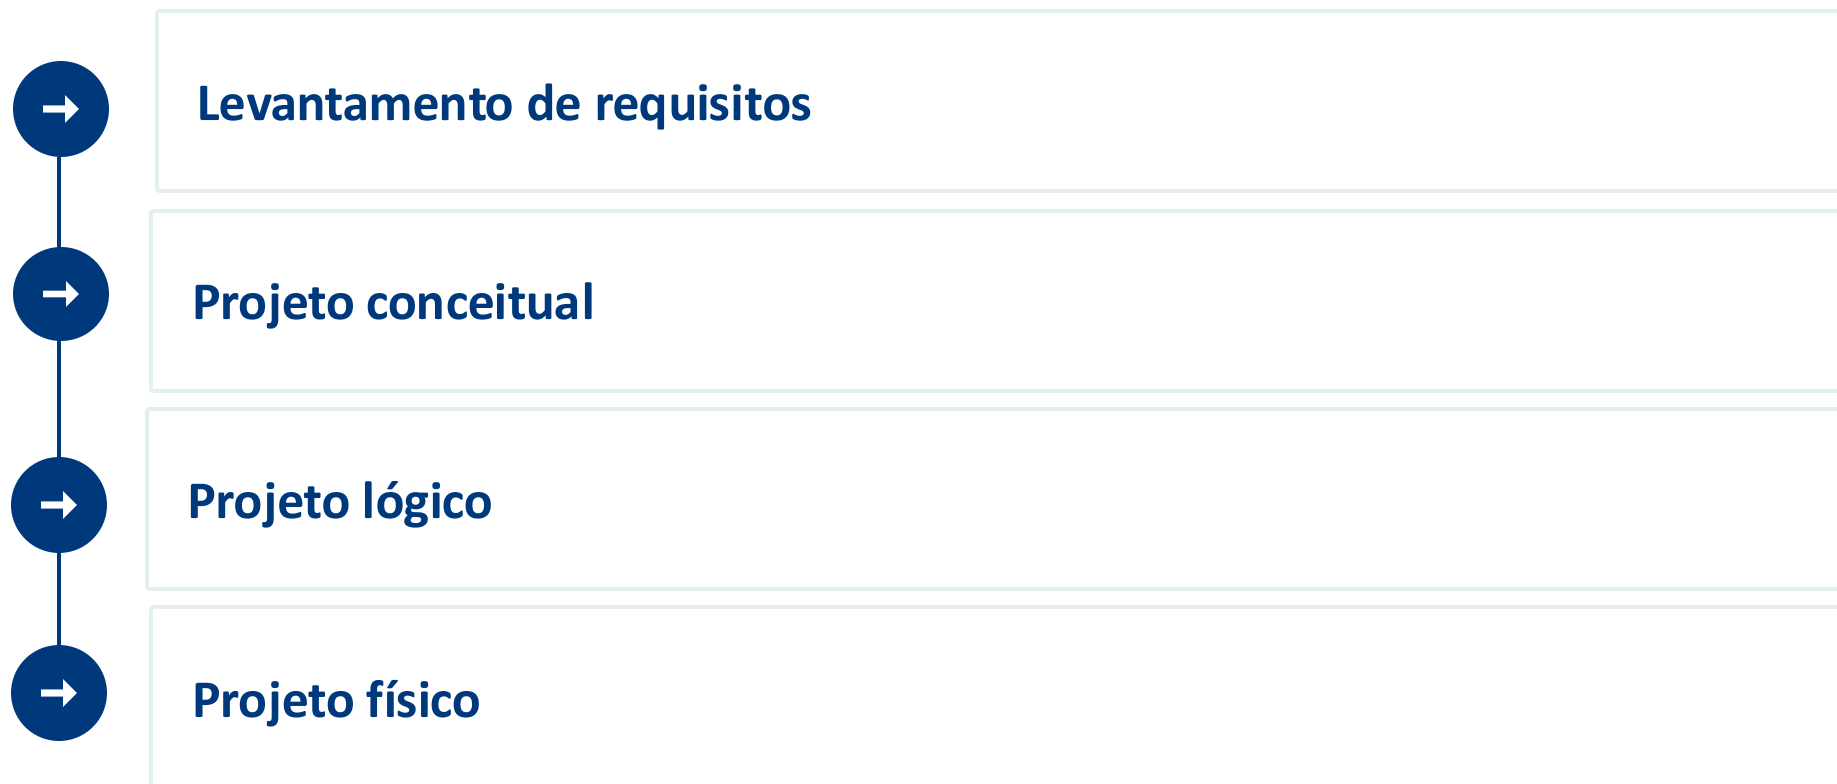 Levantamento de requisitos
Projeto conceitual
Projeto lógico
Projeto físico